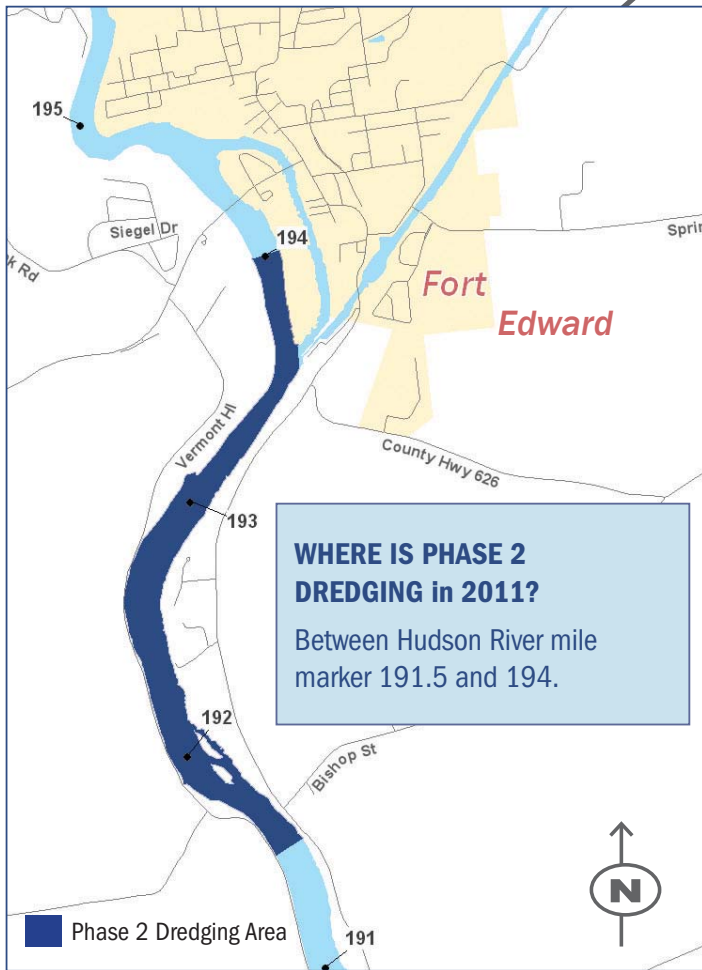 195
Siegel Dr
194
Sprin
k Rd
Fort
Edward
Vermont Hl
County Hwy 626
193
WHERE IS PHASE 2
DREDGING in 2011?
Between Hudson River mile
marker 191.5 and 194.
192
Bishop St
N
Phase 2 Dredging Area
191